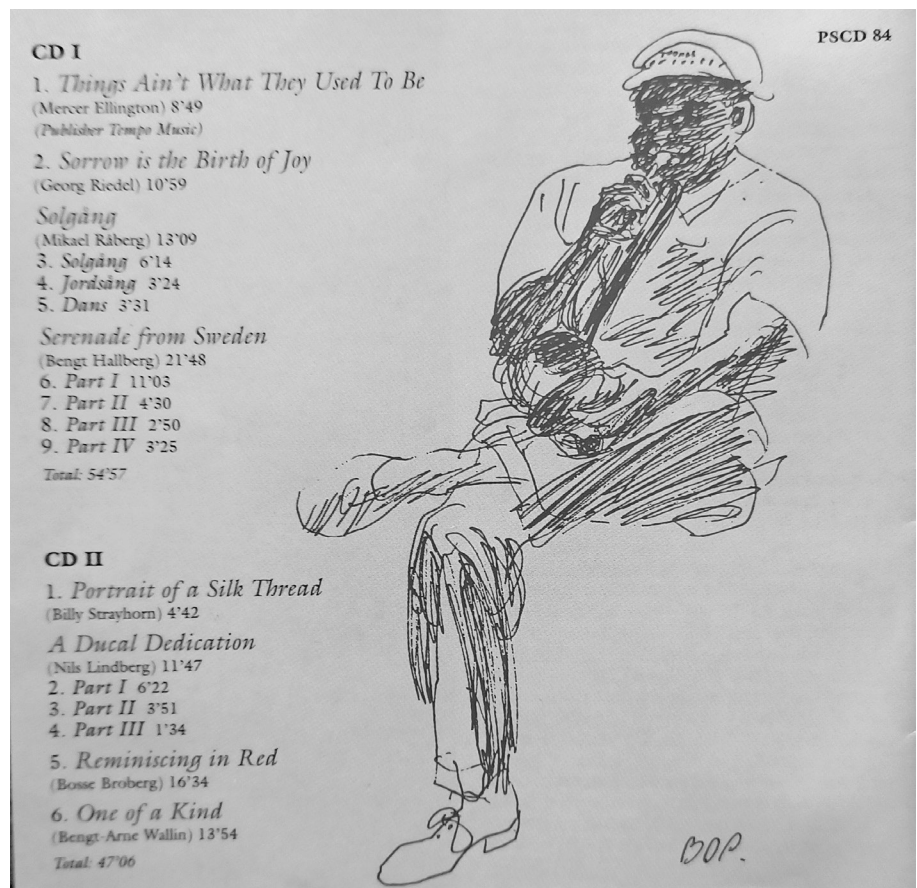 PSCD 84
CD I
1. Things Ain't What They Used To Be
(Mercer Ellington) 8'49
(Publisher Tempo Music)
2. Sorrow is the Birth of Joy
(Georg Riedel) 10'59
Solgång
(Mikael Råberg) 13'09
3. Solgång 6'14
4. Jordsång 3'24
5. Dans 3'31
Serenade from Sweden
(Bengt Hallberg) 21'48
6. Part I 11'03
7. Part II 4'30
8. Part III 2'50
9. Part IV 3'25
Total: 54'57
CD II
1. Portrait of a Silk Thread
(Billy Strayhorn) 4'42
A Ducal Dedication
(Nils Lindberg) 11'47
2. Part I 6'22
3. Part II 3'51
4. Part III 1'34
5. Reminiscing in Red
(Bosse Broberg) 16'34
6. One of a Kind
(Bengt-Arne Wallin) 13'54
Total: 47'06
BOP.